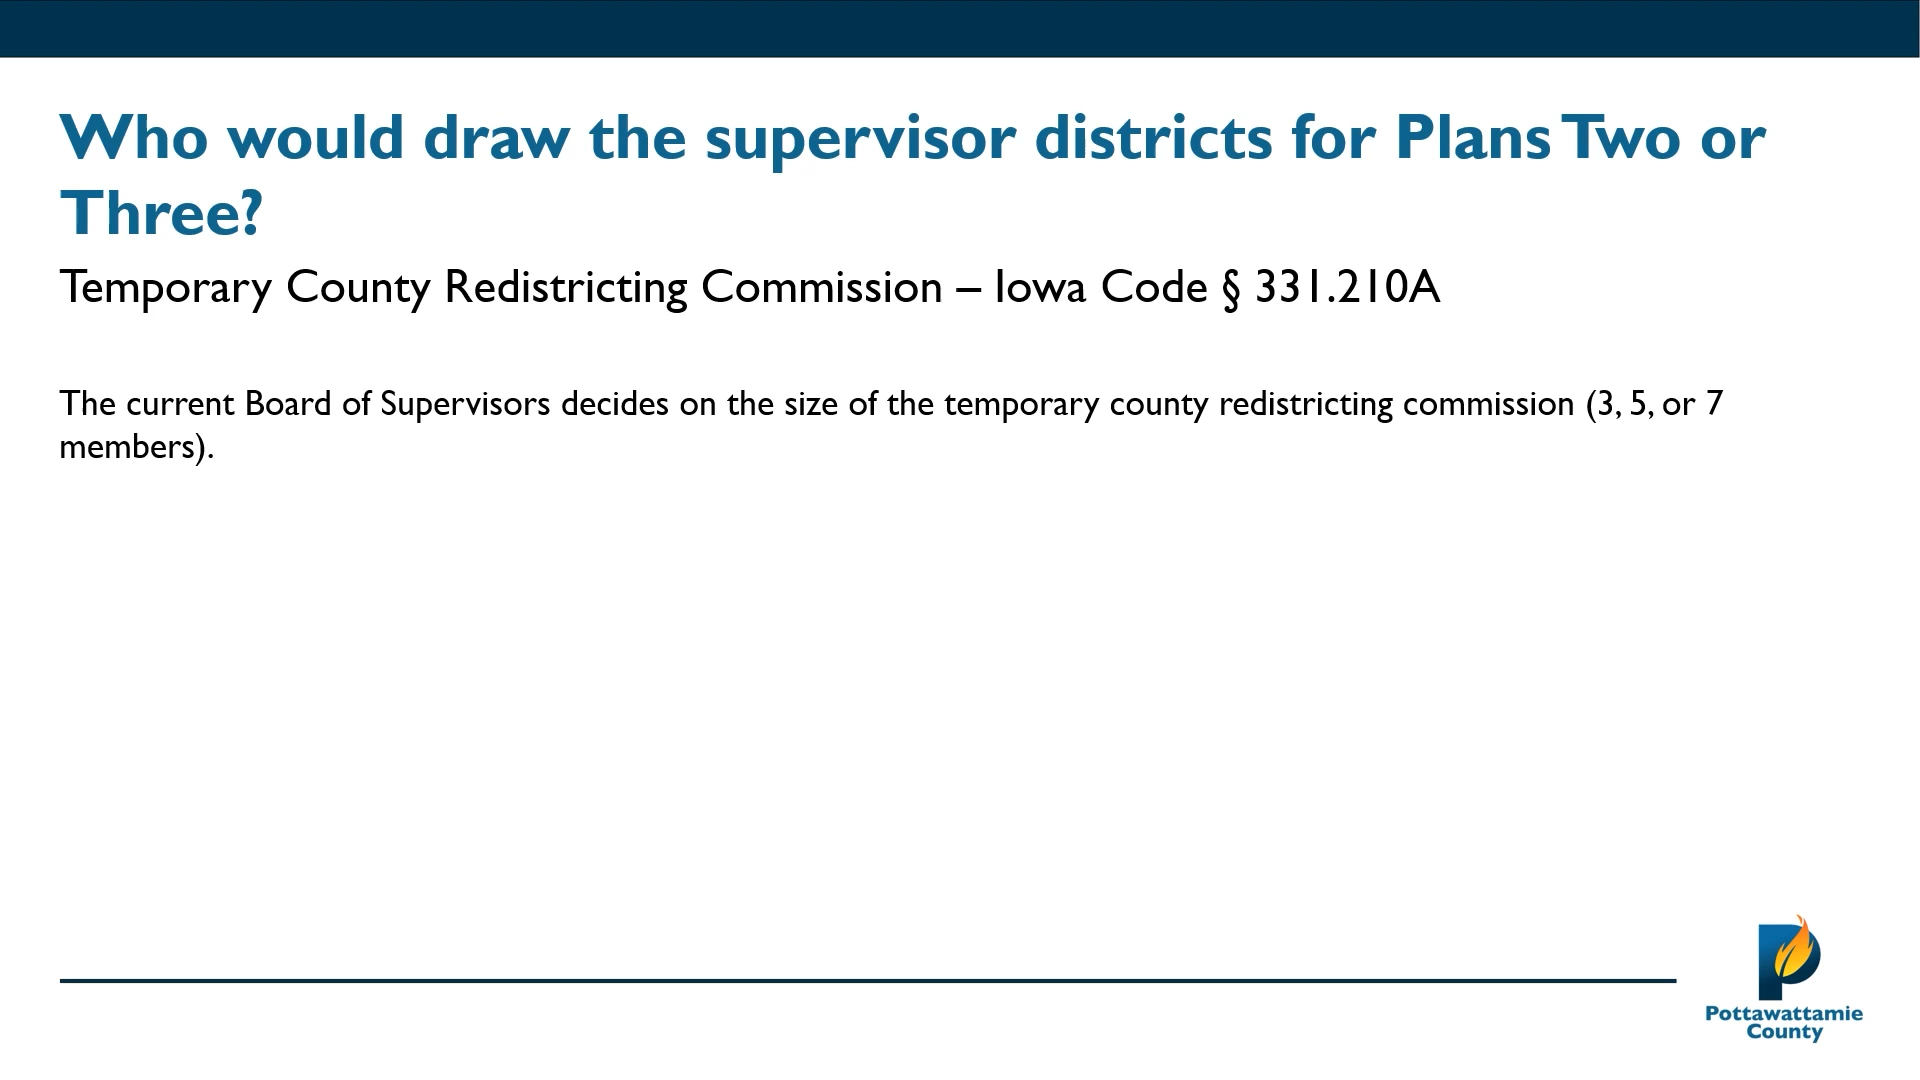 Who would draw the supervisor districts for Plans Two or
Three?
Temporary County Redistricting Commission – Iowa Code § 331.210A
The current Board of Supervisors decides on the size of the temporary county redistricting commission (3, 5, or 7
members).
Pottawattamie
County